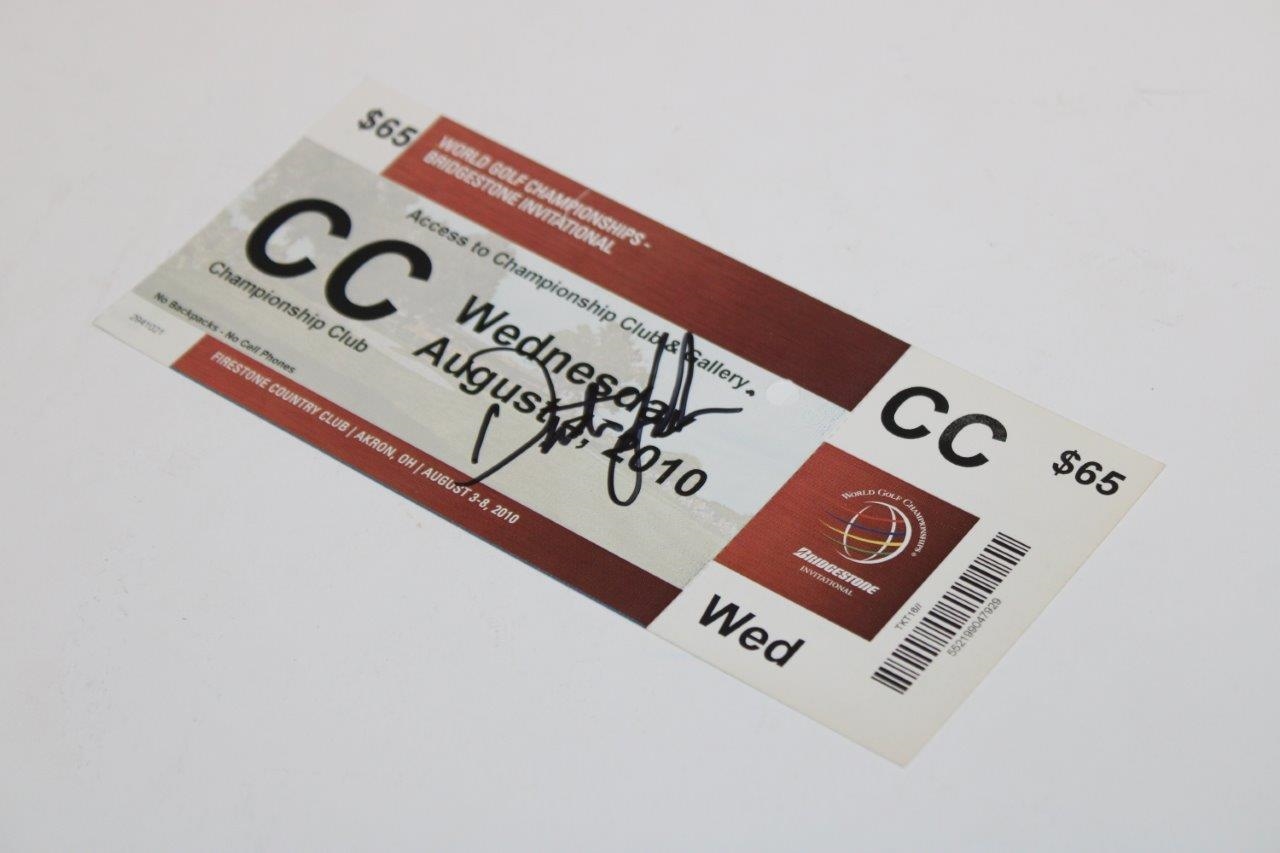 $65
WORLD GOLF CHAMPIONSHIPS -
BRIDGESTONE INVITATIONAL
CC
Championship Club
Access to Championship Club & Gallery
Wednesday
August 4, 2010
No Backpacks - No Cell Phones
2941021
FIRESTONE COUNTRY CLUB | AKRON, OH | AUGUST 3-8, 2010
CC
$65
WORLD GOLF CHAMPIONSHIPS®
BRIDGESTONE
INVITATIONAL
Wed
TKT16//
552199047929